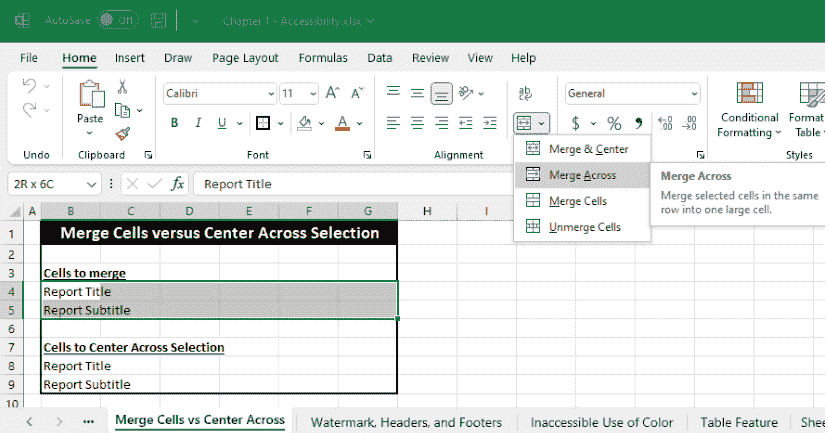 AutoSave Off Chapter 1 - Accessibility.xlsx
File Home Insert Draw Page Layout Formulas Data Review View Help
Calibri 11 A A ab General
Paste B I U A $ % Conditional Formatting Format Table
Undo Clipboard Font Alignment Styles
Merge & Center
Merge Across
Merge Cells
Unmerge Cells
Merge Across
Merge selected cells in the same
row into one large cell.
2R x 6C fx Report Title
A B C D E F G H I
1 Merge Cells versus Center Across Selection
2
3 Cells to merge
4 Report Title
5 Report Subtitle
6
7 Cells to Center Across Selection
8 Report Title
9 Report Subtitle
10
... Merge Cells vs Center Across Watermark, Headers, and Footers Inaccessible Use of Color Table Feature Shee